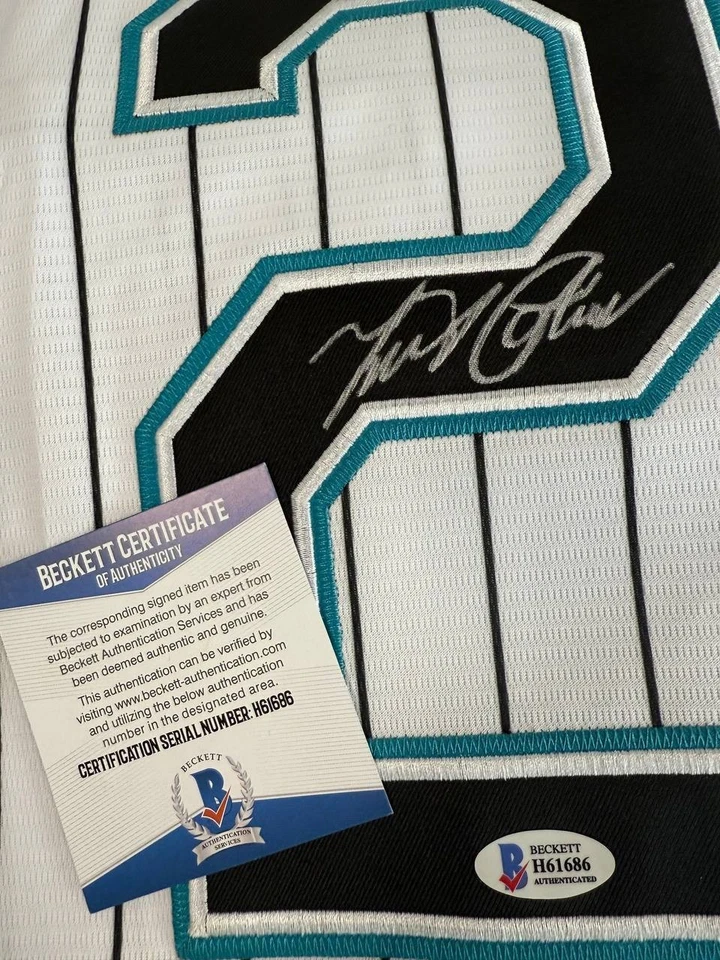 2
BECKETT CERTIFICATE
OF AUTHENTICITY
The corresponding signed item has been
subjected to examination by an expert from
Beckett Authentication Services and has
been deemed authentic and genuine.
This authentication can be verified by
visiting www.beckett-authentication.com
and utilizing the below authentication
number in the designated area.
CERTIFICATION SERIAL NUMBER: H61686
BECKETT
B
AUTHENTICATION
SERVICES
B
BECKETT
H61686
AUTHENTICATED